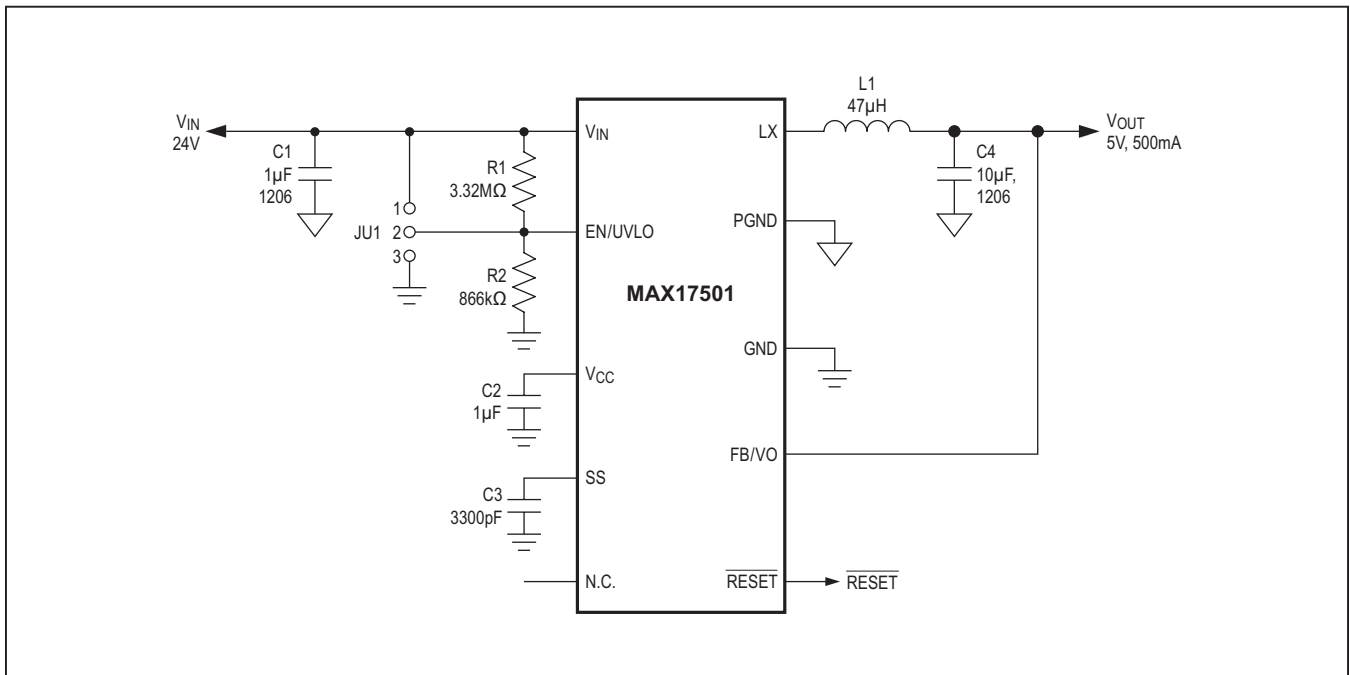 VIN
24V
C1
1µF
1206
JU1
1
2
3
R1
3.32MΩ
R2
866kΩ
C2
1µF
C3
3300pF
VIN
EN/UVLO
VCC
SS
N.C.
MAX17501
LX
PGND
GND
FB/VO
RESET
RESET
L1
47µH
C4
10µF,
1206
VOUT
5V, 500mA